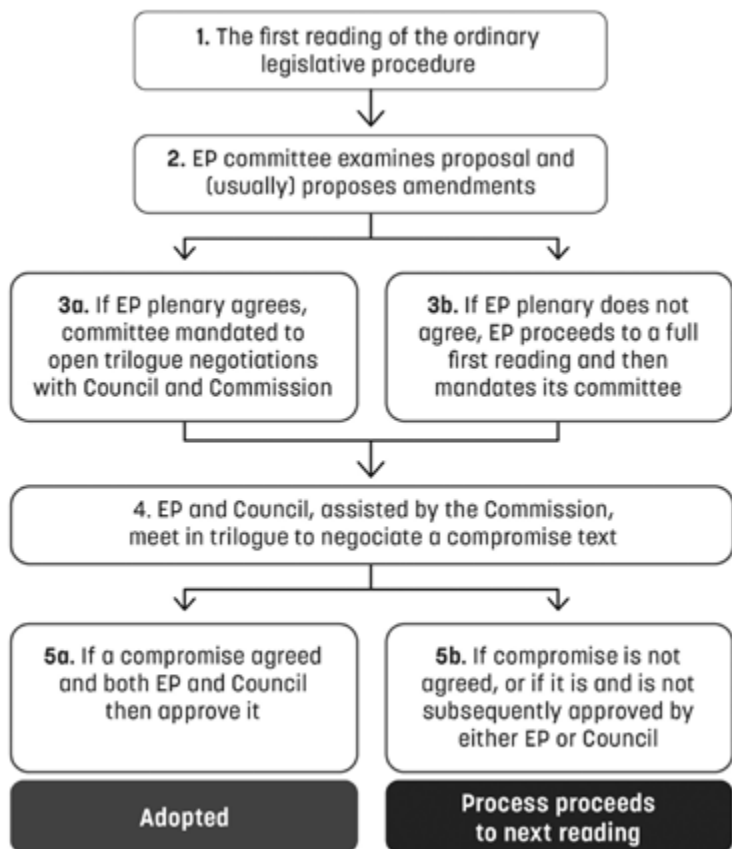 1. The first reading of the ordinary
legislative procedure
2. EP committee examines proposal and
(usually) proposes amendments
3a. If EP plenary agrees,
committee mandated to
open trilogue negotiations
with Council and Commission
3b. If EP plenary does not
agree, EP proceeds to a full
first reading and then
mandates its committee
4. EP and Council, assisted by the Commission,
meet in trilogue to negociate a compromise text
5a. If a compromise agreed
and both EP and Council
then approve it
Adopted
5b. If compromise is not
agreed, or if it is and is not
subsequently approved by
either EP or Council
Process proceeds
to next reading